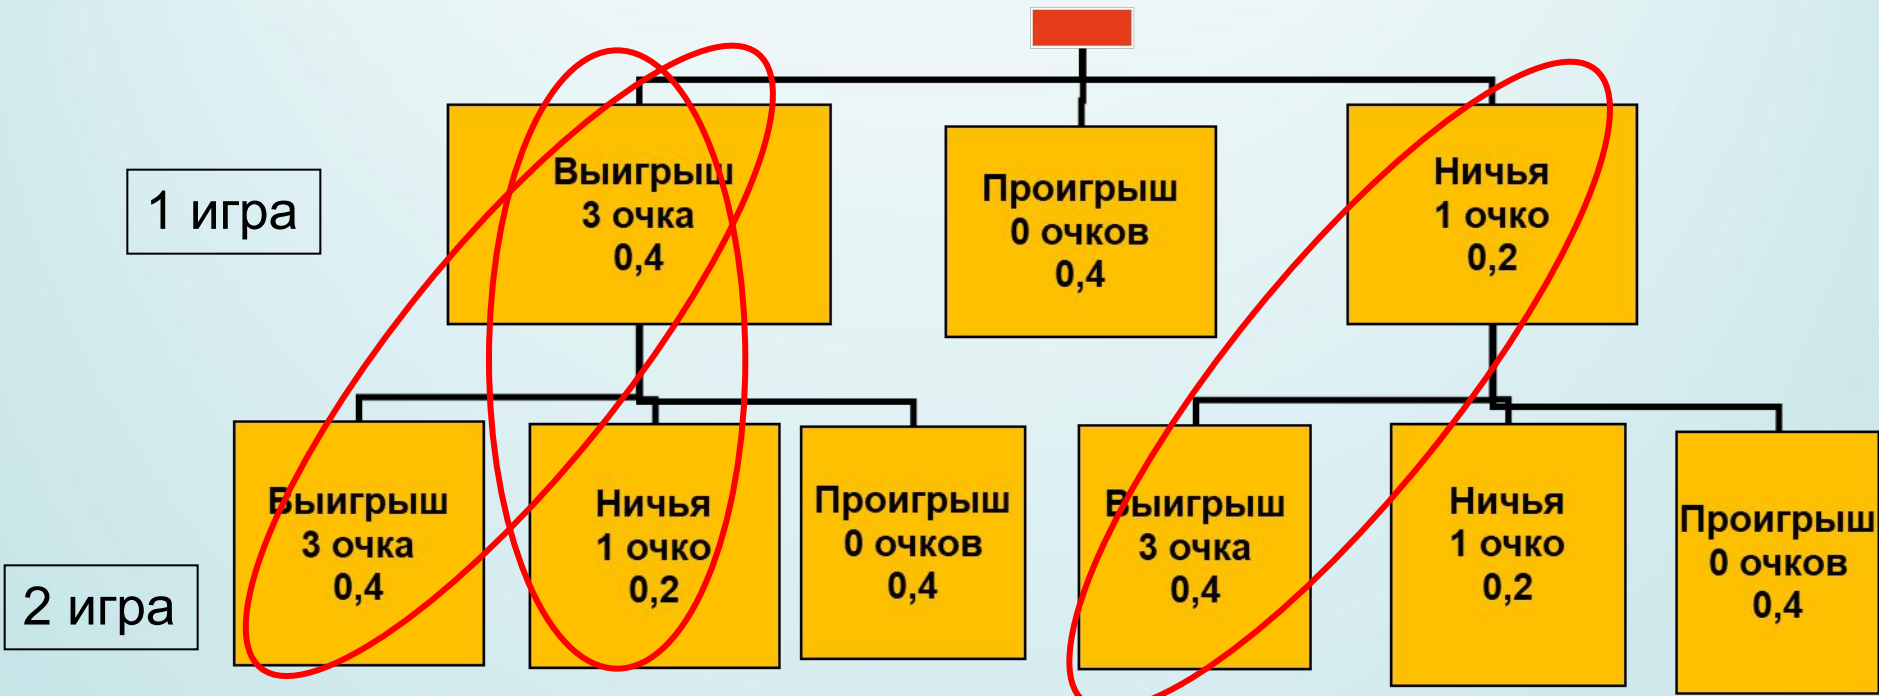 1 игра
Выигрыш
3 очка
0,4
Проигрыш
0 очков
0,4
Ничья
1 очко
0,2
2 игра
Выигрыш
3 очка
0,4
Ничья
1 очко
0,2
Проигрыш
0 очков
0,4
Выигрыш
3 очка
0,4
Ничья
1 очко
0,2
Проигрыш
0 очков
0,4